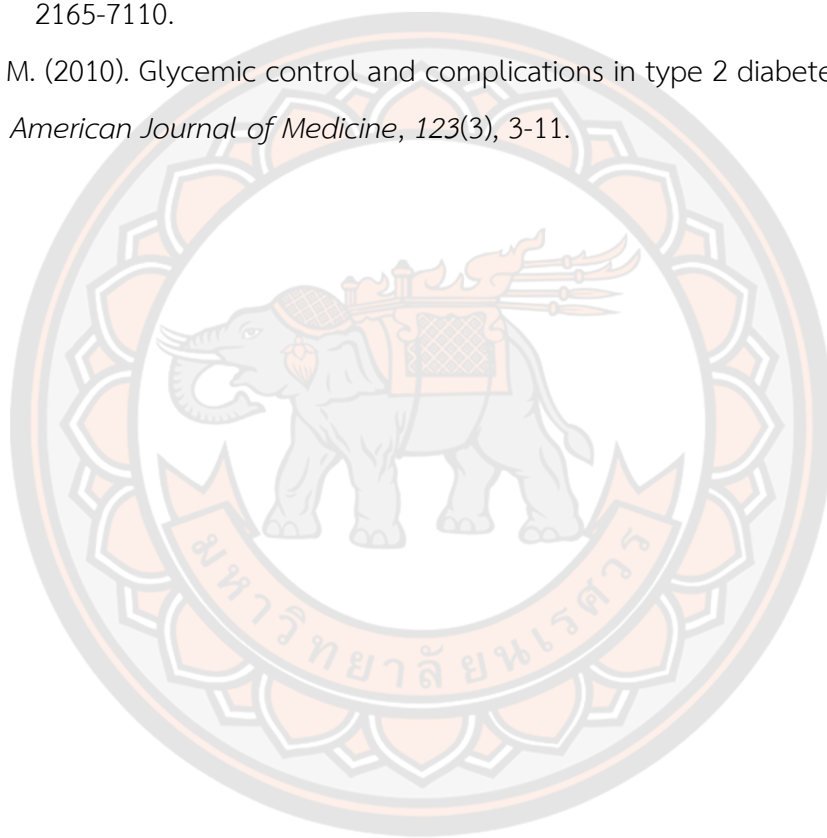 2165-7110.
M. (2010). Glycemic control and complications in type 2 diabete
American Journal of Medicine, 123(3), 3-11.
มหาวิทยาลัยนเรศวร